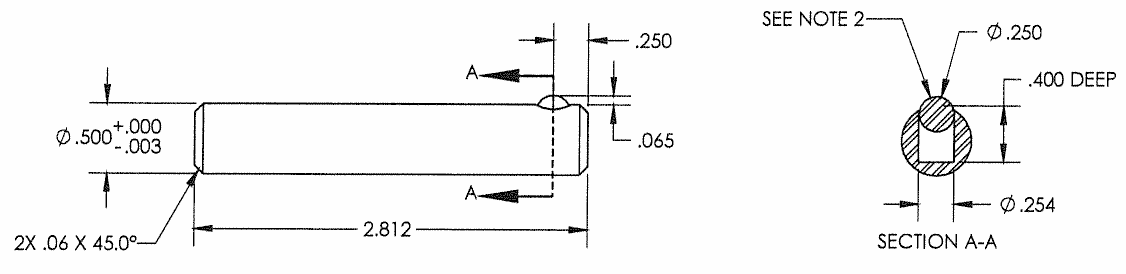 SEE NOTE 2
Ø.250
.250
A
.400 DEEP
Ø.500 +.000
-.003
.065
A
Ø.254
2X .06 X 45.0°
2.812
SECTION A-A